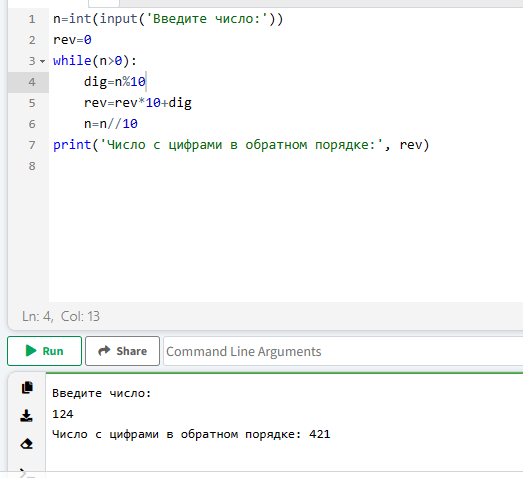 1 n=int(input('Введите число:'))
2 rev=0
3 while(n>0):
4 dig=n%10
5 rev=rev*10+dig
6 n=n//10
7 print('Число с цифрами в обратном порядке:', rev)
8
Ln: 4, Col: 13
Run Share Command Line Arguments
Введите число:
124
Число с цифрами в обратном порядке: 421